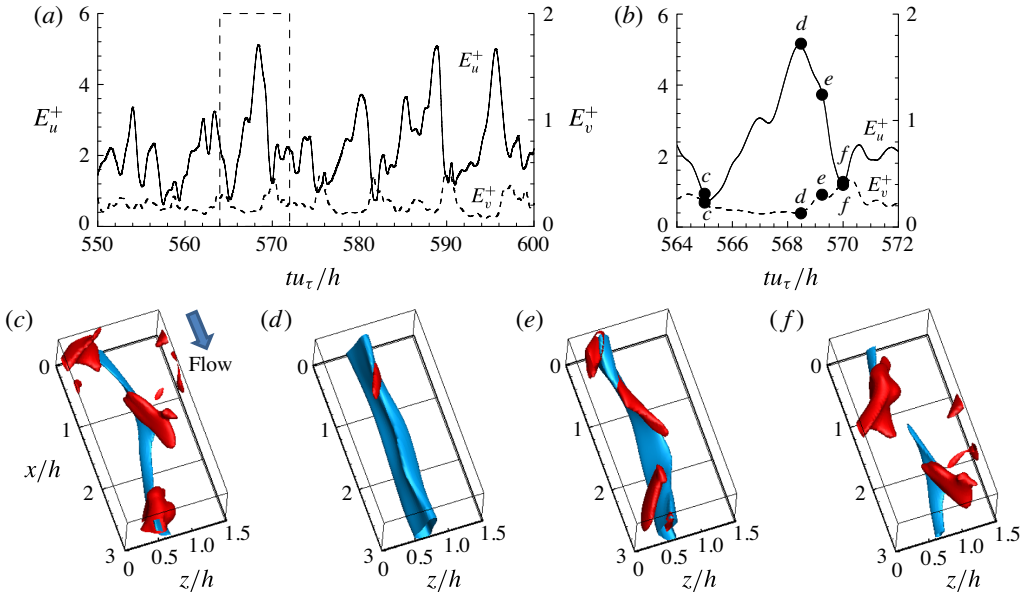 (a)
6
4
2
0
E_u^+
550
560
570
580
590
600
tu_τ/h
2
1
0
E_v^+
E_u^+
E_v^+
(b)
6
4
2
0
564
566
568
570
572
tu_τ/h
2
1
0
d
e
E_u^+
f
E_v^+
c
c
d
e
f
(c)
Flow
0
1
2
3
x/h
0
0.5
1.0
1.5
z/h
(d)
0
1
2
3
0
0.5
1.0
1.5
z/h
(e)
0
1
2
3
0
0.5
1.0
1.5
z/h
(f)
0
1
2
3
0
0.5
1.0
1.5
z/h